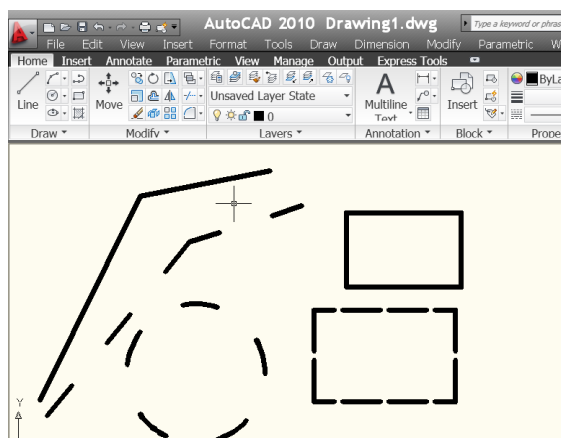 AutoCAD 2010 Drawing1.dwg Type a keyword or phras
File Edit View Insert Format Tools Draw Dimension Modify Parametric W
Home Insert Annotate Parametric View Manage Output Express Tools
Line Move Unsaved Layer State Multiline Text Insert ByLa
0
Draw Modify Layers Annotation Block Prope
Y